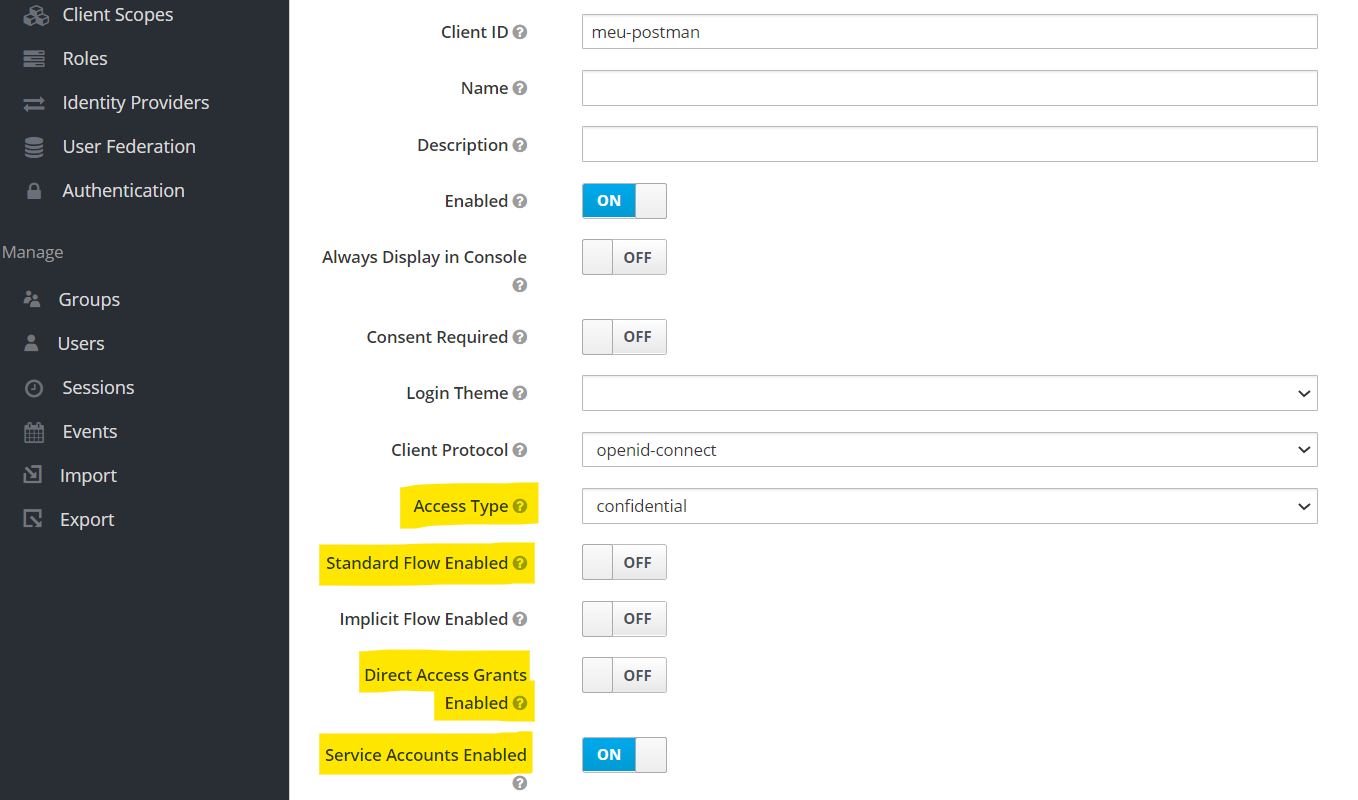 Client Scopes
Roles
Identity Providers
User Federation
Authentication
Manage
Groups
Users
Sessions
Events
Import
Export
Client ID ?
meu-postman
Name ?
Description ?
Enabled ?
ON
Always Display in Console
?
OFF
Consent Required ?
OFF
Login Theme ?
Client Protocol ?
openid-connect
Access Type ?
confidential
Standard Flow Enabled ?
OFF
Implicit Flow Enabled ?
OFF
Direct Access Grants
Enabled ?
OFF
Service Accounts Enabled
?
ON